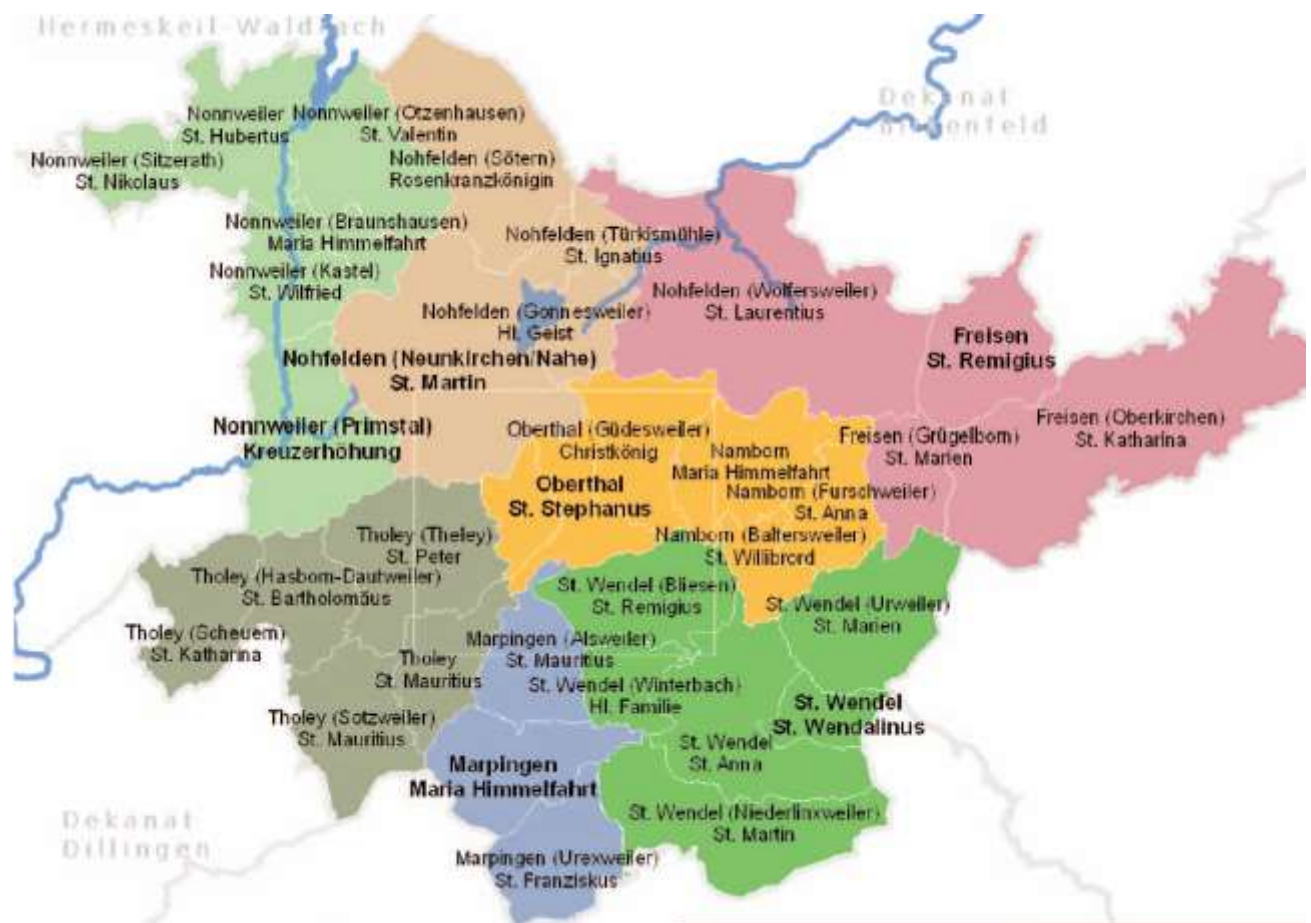 Hermeskeil-Waldrach
Dekanat
Birkenfeld
Nonnweiler
St. Hubertus
Nonnweiler (Otzenhausen)
St. Valentin
Nonnweiler (Sitzerath)
St. Nikolaus
Nohfelden (Sötern)
Rosenkranzkönigin
Nonnweiler (Braunshausen)
Maria Himmelfahrt
Nohfelden (Türkismühle)
St. Ignatius
Nonnweiler (Kastel)
St. Wilfried
Nohfelden (Wolfersweiler)
St. Laurentius
Nohfelden (Gonnesweiler)
Hl. Geist
Freisen
St. Remigius
Nohfelden (Neunkirchen/Nahe)
St. Martin
Nonnweiler (Primstal)
Kreuzerhöhung
Oberthal (Güdesweiler)
Christkönig
Namborn
Maria Himmelfahrt
Freisen (Grügelborn)
St. Marien
Freisen (Oberkirchen)
St. Katharina
Oberthal
St. Stephanus
Namborn (Furschweiler)
St. Anna
Tholey (Theley)
St. Peter
Namborn (Baltersweiler)
St. Willibrord
Tholey (Hasborn-Dautweiler)
St. Bartholomäus
St. Wendel (Bliesen)
St. Remigius
St. Wendel (Urweiler)
St. Marien
Tholey (Scheuern)
St. Katharina
Marpingen (Alsweiler)
St. Mauritius
Tholey
St. Mauritius
St. Wendel (Winterbach)
Hl. Familie
St. Wendel
St. Wendalinus
Tholey (Sotzweiler)
St. Mauritius
St. Wendel
St. Anna
Marpingen
Maria Himmelfahrt
St. Wendel (Niederlinxweiler)
St. Martin
Dekanat
Dillingen
Marpingen (Urexweiler)
St. Franziskus